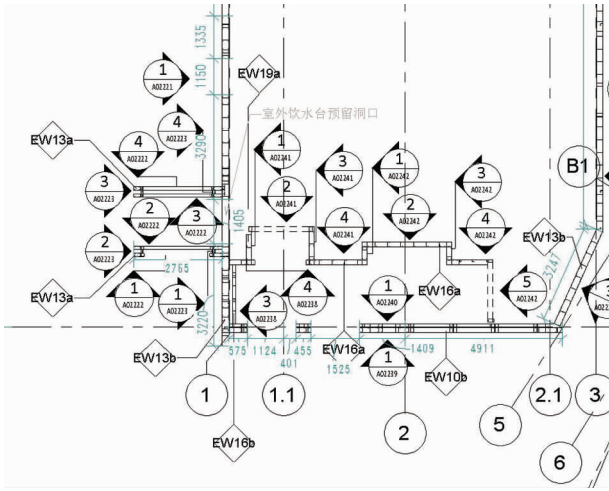 1335
1150
3290
1
A02221
EW19a
室外饮水台预留洞口
4
A02223
EW13a
4
A02222
1
A02241
3
A02241
1
A02242
3
A02242
B1
3
A02223
2
A02222
3
A02222
1405
2
A02241
2
A02242
4
A02241
4
A02242
EW13b
2
A02223
2765
3247
EW13a
1
A02222
1
A02223
3220
3
A02238
4
A02238
1
A02240
EW16a
5
A02242
3
575
1124
455
401
EW16a
1525
1409
4911
EW13b
1
A02239
EW10b
1
1.1
2
5
2.1
3
EW16b
6